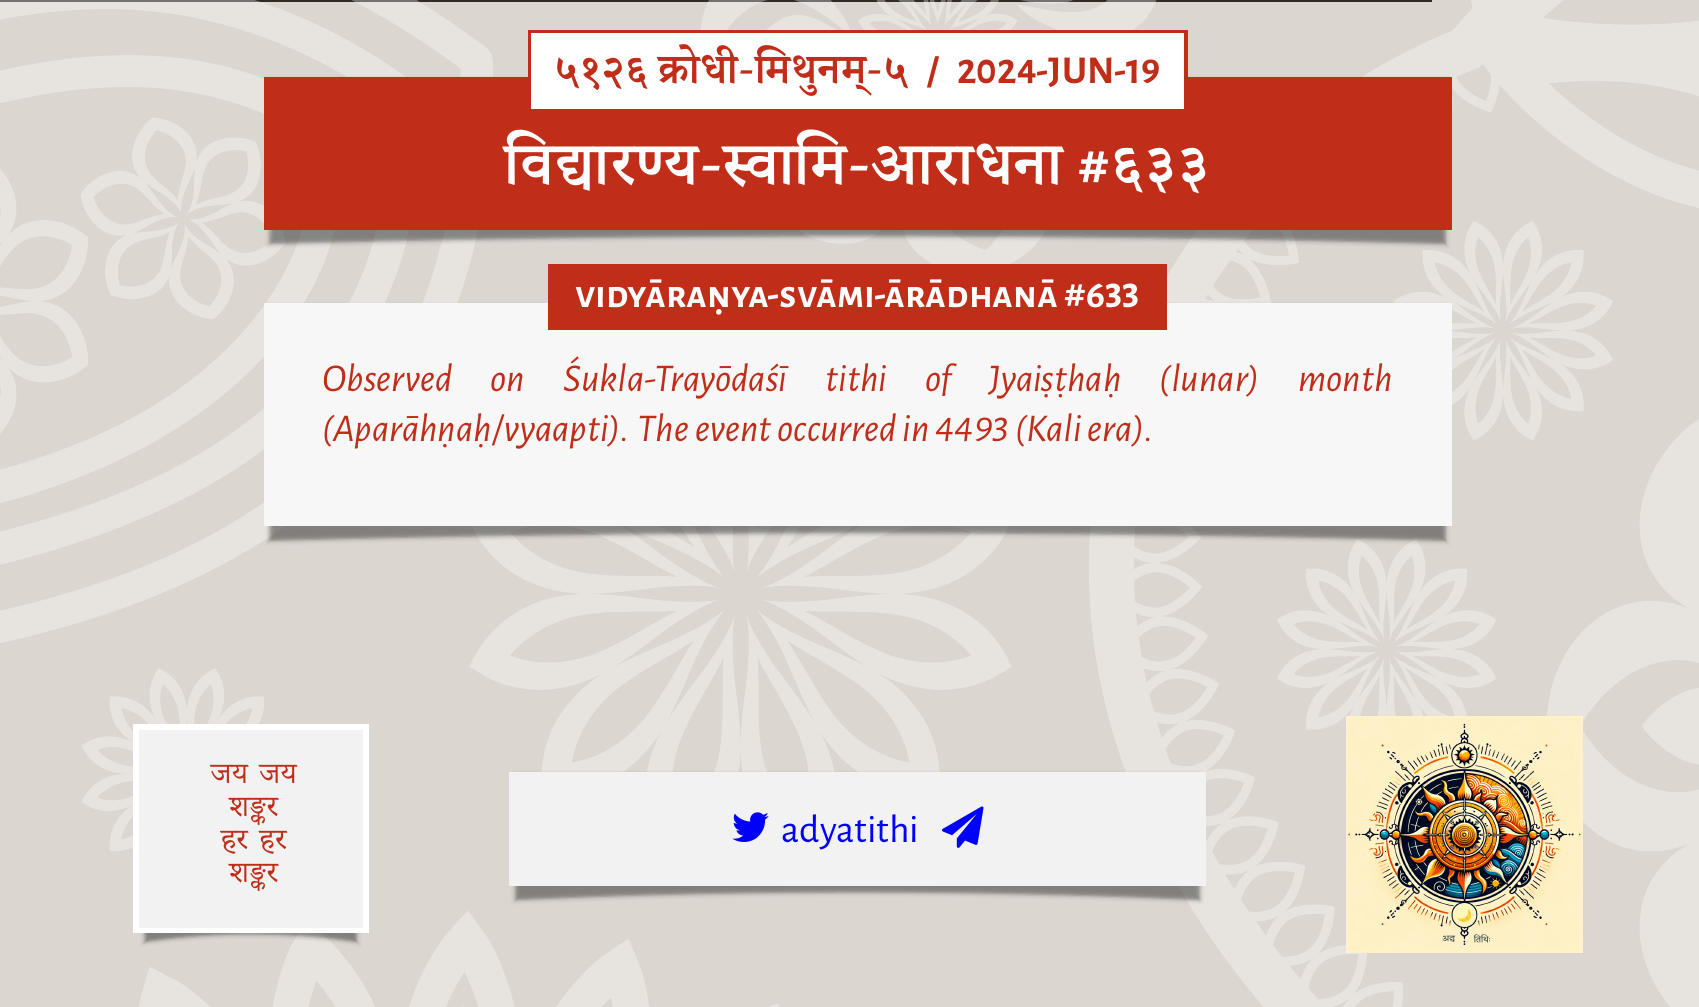 ५१२६ क्रोधी-मिथुनम्-५ / 2024-JUN-19
विद्यारण्य-स्वामि-आराधना #६३३
VIDYĀRAṆYA-SVĀMI-ĀRĀDHANĀ #633
Observed on Śukla-Trayōdaśī tithi of Jyaiṣṭhaḥ (lunar) month
(Aparāhṇaḥ/vyaapti). The event occurred in 4493 (Kali era).
जय जय
शङ्कर
हर हर
शङ्कर
adyatithi
अद्य तिथिः